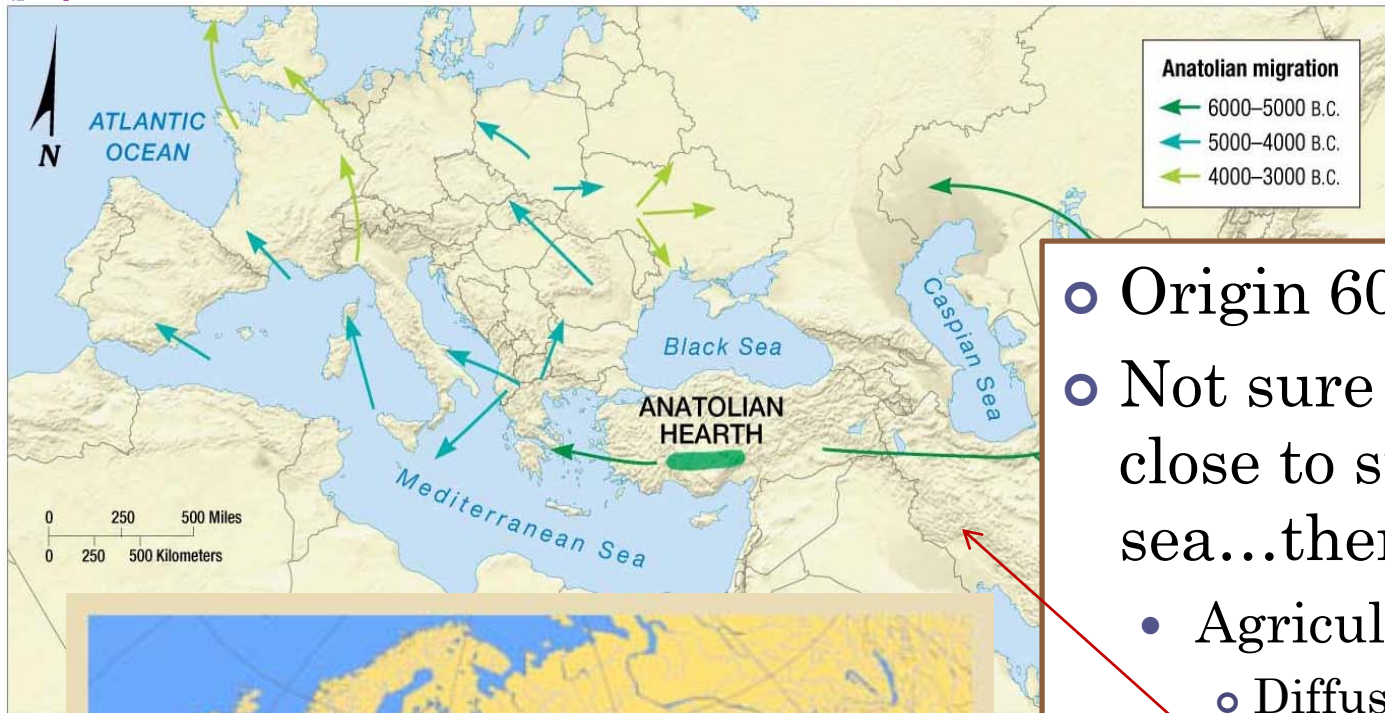 Anatolian migration
6000–5000 B.C.
5000–4000 B.C.
4000–3000 B.C.
N
ATLANTIC
OCEAN
Caspian Sea
Black Sea
ANATOLIAN
HEARTH
Mediterranean Sea
0 250 500 Miles
0 250 500 Kilometers
Origin 60
Not sure
close to s
sea…the
Agricul
Diffus